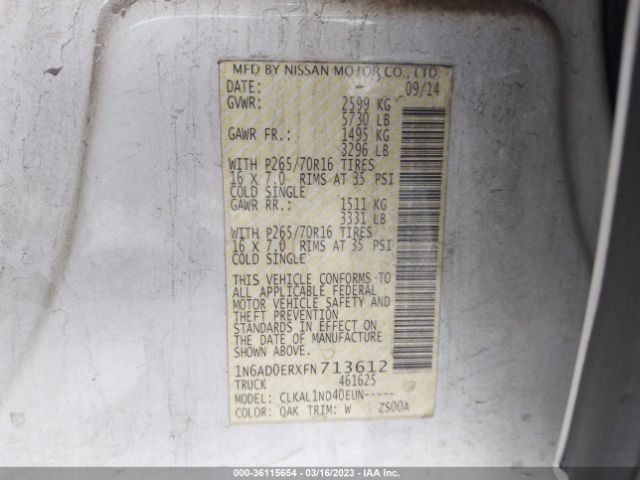 MFD BY NISSAN MOTOR CO., LTD
DATE: 09/14
GVWR: 2599 KG
5730 LB
GAWR FR.: 1495 KG
3296 LB
WITH P265/70R16 TIRES
16 X 7.0 RIMS AT 35 PSI
COLD SINGLE
GAWR RR.: 1511 KG
3331 LB
WITH P265/70R16 TIRES
16 X 7.0 RIMS AT 35 PSI
COLD SINGLE
THIS VEHICLE CONFORMS TO
ALL APPLICABLE FEDERAL
MOTOR VEHICLE SAFETY AND
THEFT PREVENTION
STANDARDS IN EFFECT ON
THE DATE OF MANUFACTURE
SHOWN ABOVE.
1N6AD0ERXFN713612
TRUCK 461625
MODEL: CLKAL1ND40EUN-----
COLOR: QAK TRIM: W ZS00A
000-36115654 - 03/16/2023 - IAA Inc.